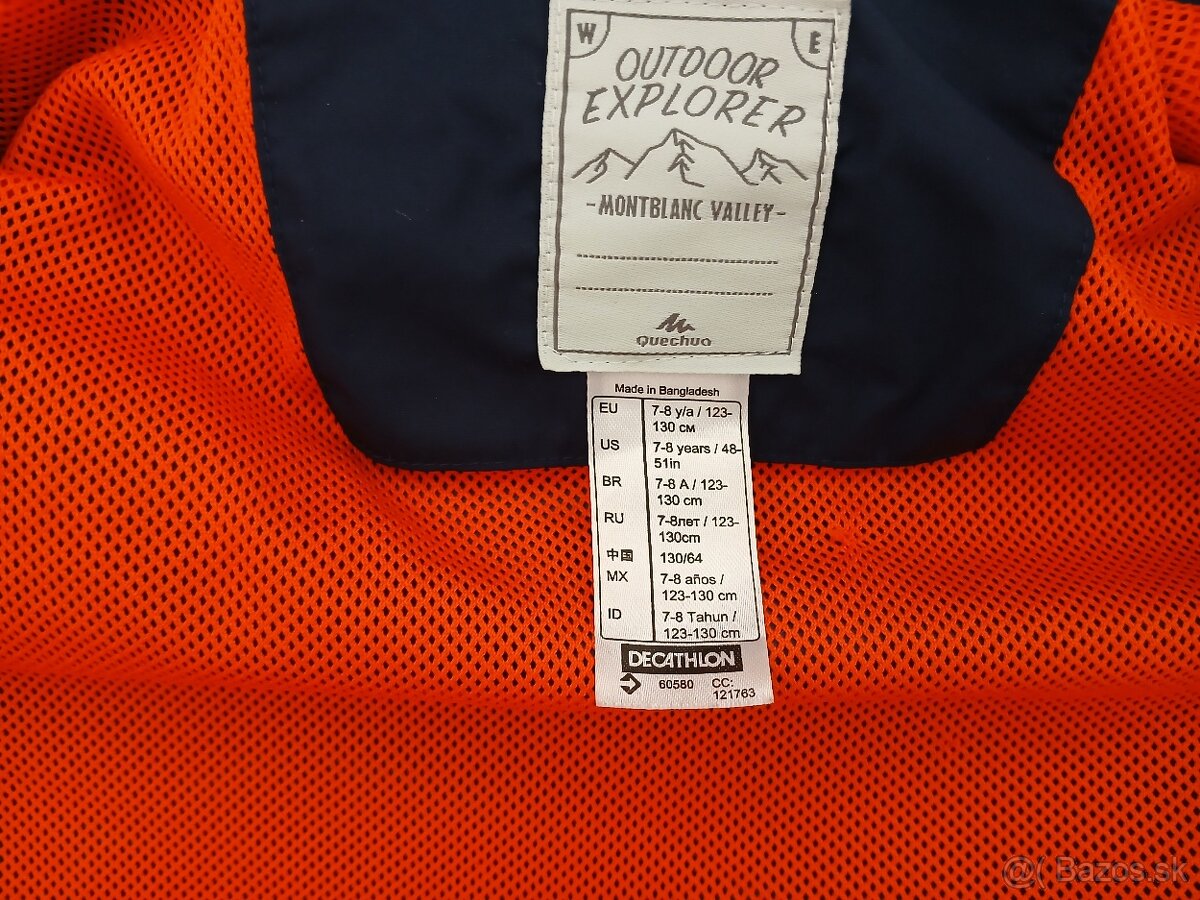 W E
OUTDOOR
EXPLORER
-MONTBLANC VALLEY-
Quechua
Made in Bangladesh
EU 7-8 y/a / 123-
130 см
US 7-8 years / 48-
51in
BR 7-8 A / 123-
130 cm
RU 7-8лет / 123-
130cm
中国 130/64
MX 7-8 años /
123-130 cm
ID 7-8 Tahun /
123-130 cm
DECATHLON
60580 CC:
121763
@( Bazos.sk